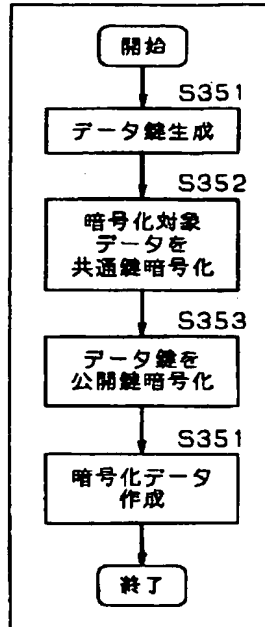 開始
S351
データ鍵生成
S352
暗号化対象
データを
共通鍵暗号化
S353
データ鍵を
公開鍵暗号化
S351
暗号化データ
作成
終了